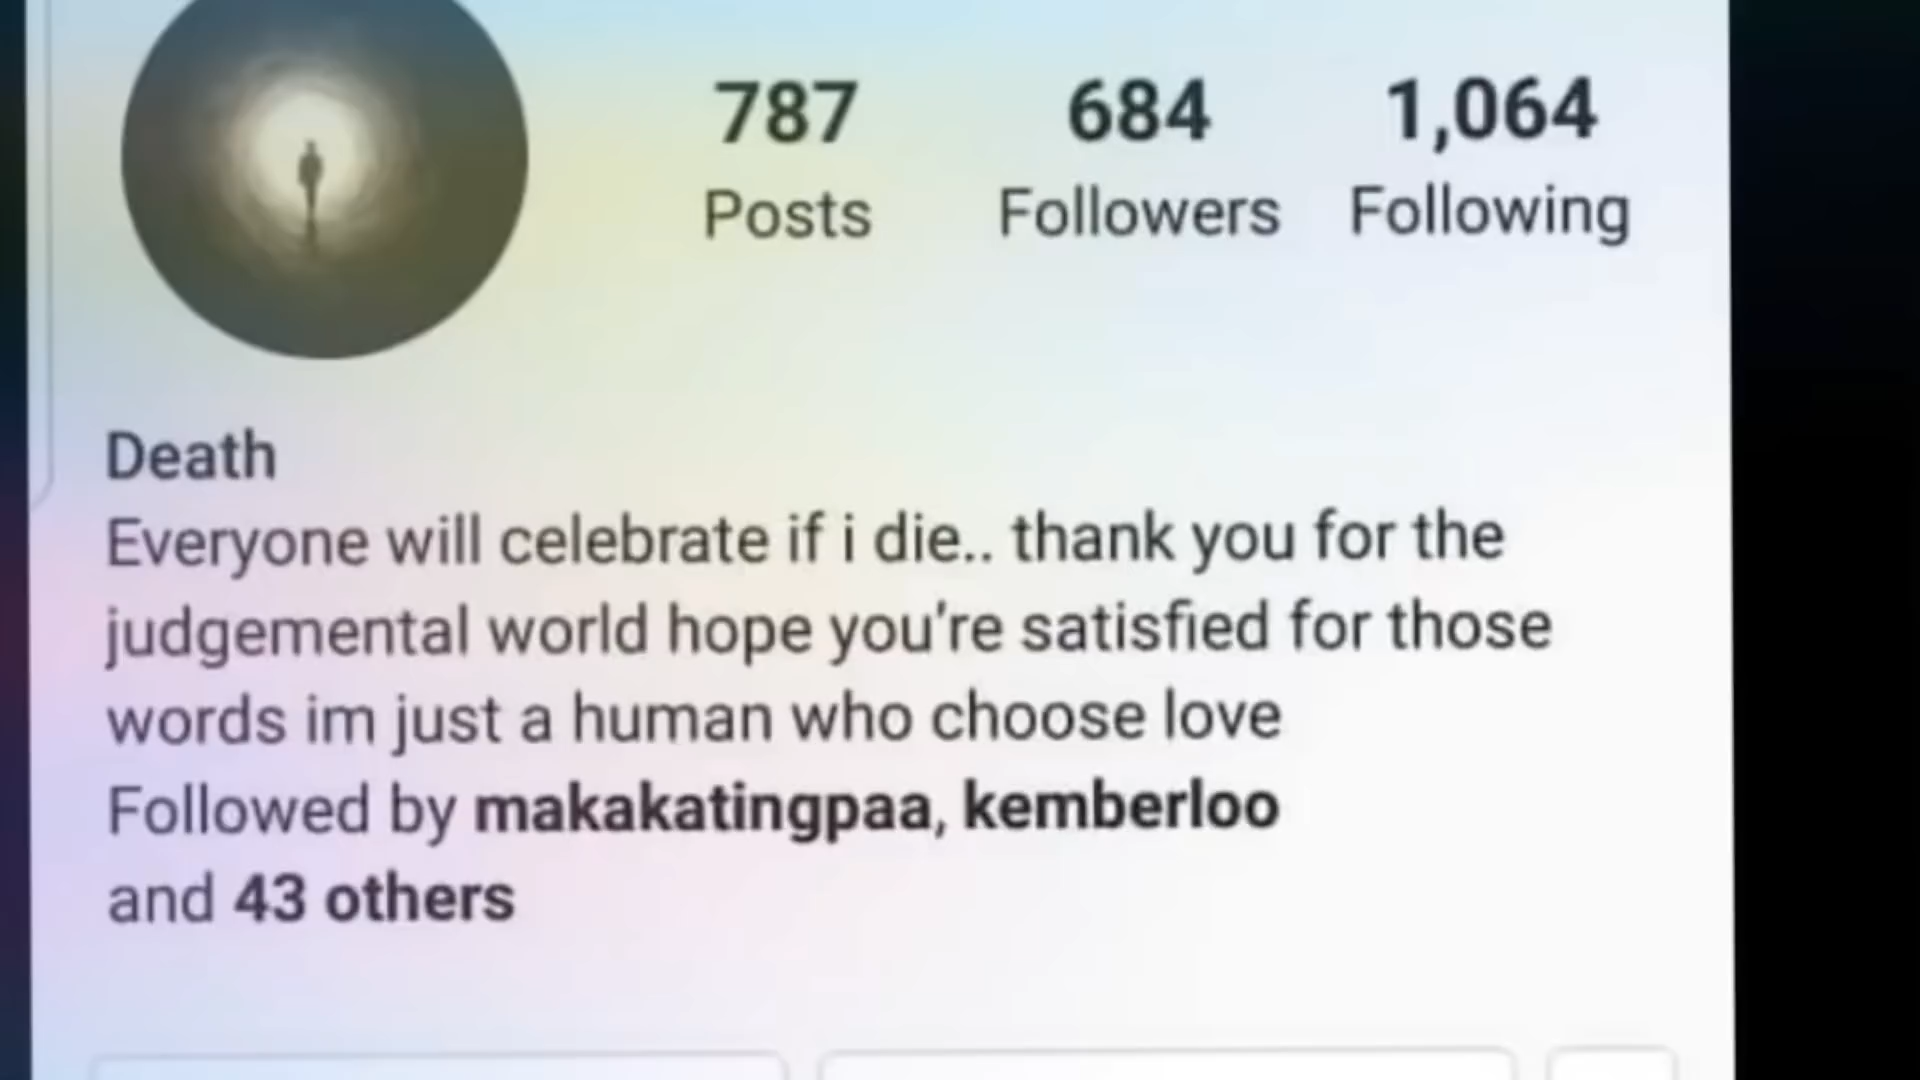 787 684 1,064
Posts Followers Following
Death
Everyone will celebrate if i die.. thank you for the
judgemental world hope you're satisfied for those
words im just a human who choose love
Followed by makakatingpaa, kemberloo
and 43 others